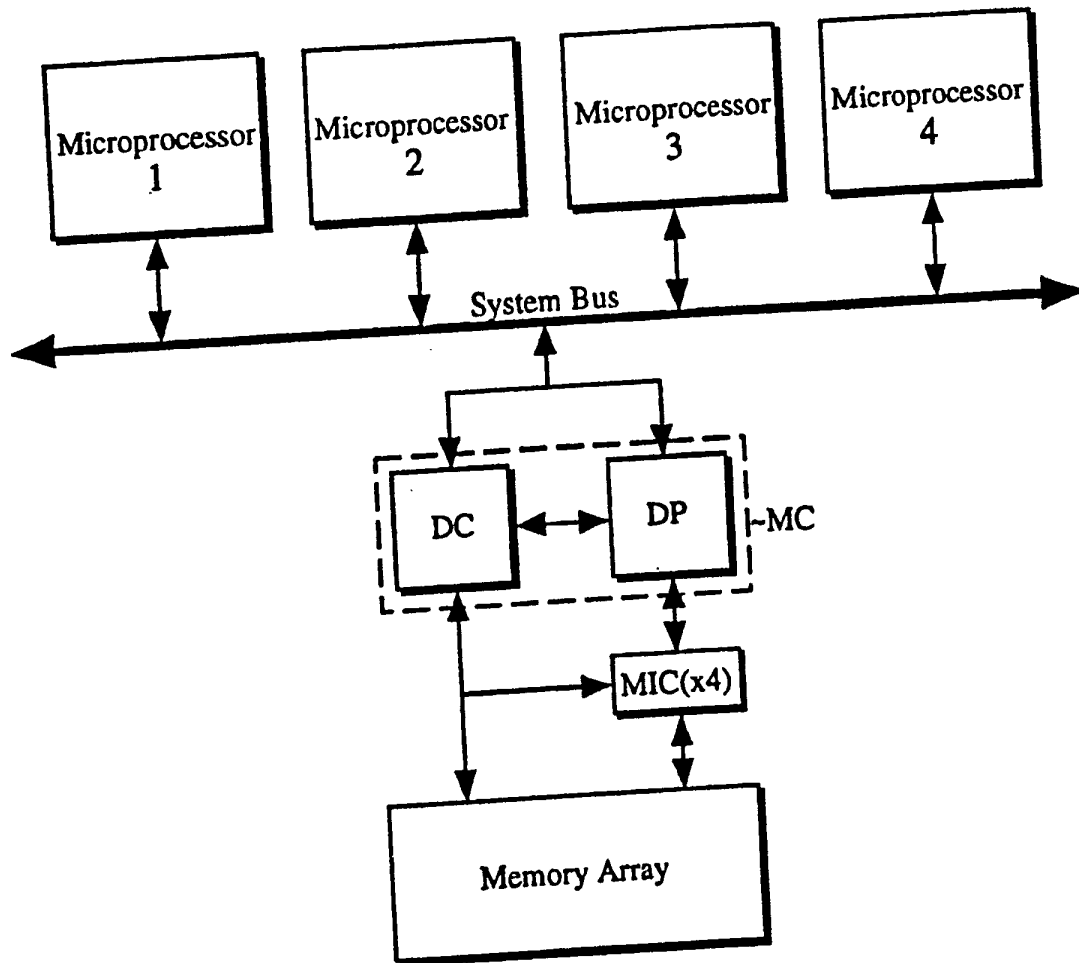 Microprocessor
1
Microprocessor
2
Microprocessor
3
Microprocessor
4
System Bus
DC
DP
~MC
MIC(x4)
Memory Array